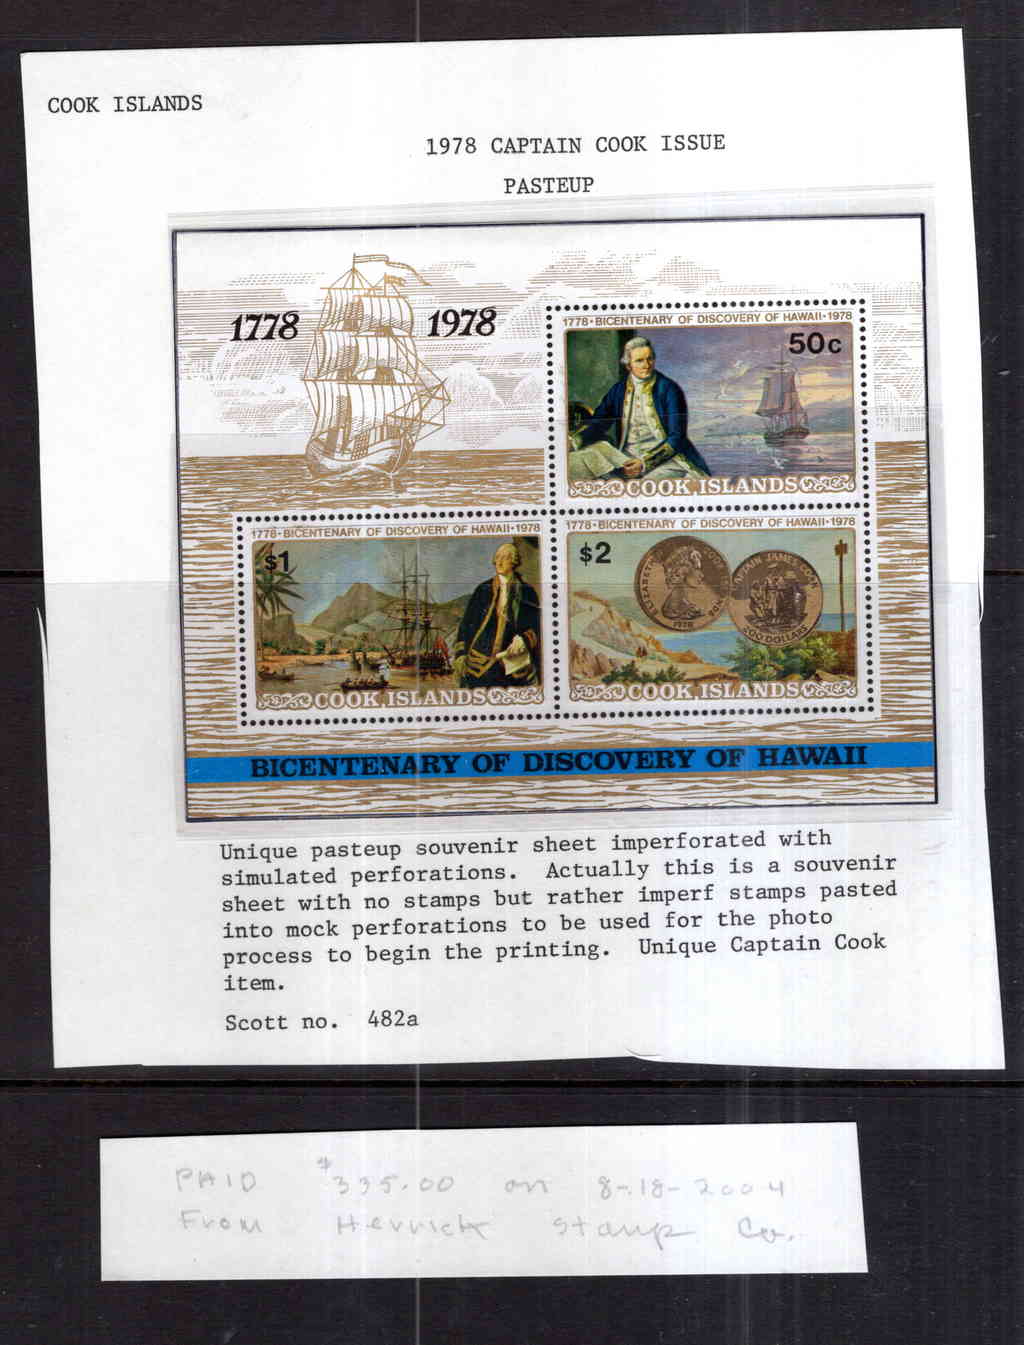 COOK ISLANDS
1978 CAPTAIN COOK ISSUE
PASTEUP
1778 1978
1778·BICENTENARY OF DISCOVERY OF HAWAII·1978
50c
COOK ISLANDS
1778·BICENTENARY OF DISCOVERY OF HAWAII·1978
$1
COOK ISLANDS
1778·BICENTENARY OF DISCOVERY OF HAWAII·1978
$2
1978
200 DOLLARS
COOK ISLANDS
BICENTENARY OF DISCOVERY OF HAWAII
Unique pasteup souvenir sheet imperforated with
simulated perforations. Actually this is a souvenir
sheet with no stamps but rather imperf stamps pasted
into mock perforations to be used for the photo
process to begin the printing. Unique Captain Cook
item.
Scott no. 482a
PAID $335.00 on 8-18-2004
From Herrick Stamp Co.